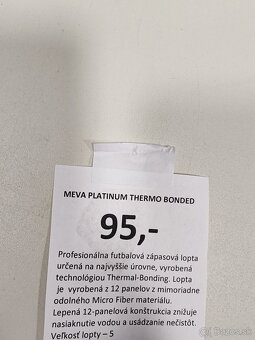 MEVA PLATINUM THERMO BONDED
95,-
Profesionálna futbalová zápasová lopta
určená na najvyššie úrovne, vyrobená
technológiou Thermal-Bonding. Lopta
je vyrobená z 12 panelov z mimoriadne
odolného Micro Fiber materiálu.
Lepená 12-panelová konštrukcia znižuje
nasiaknutie vodou a usádzanie nečistôt.
Veľkosť lopty – 5
bazos.sk